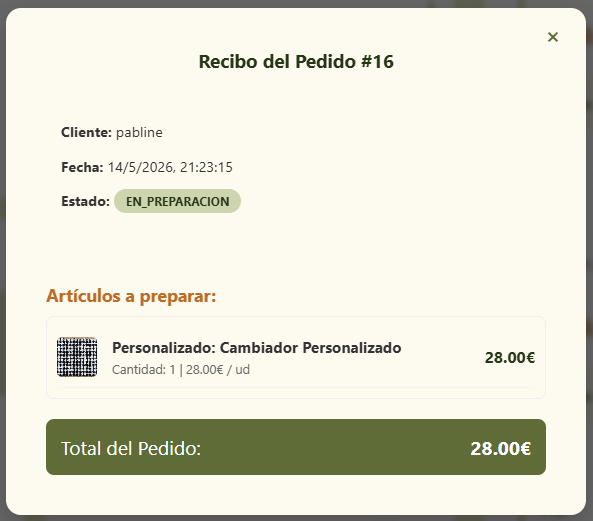 ×
Recibo del Pedido #16
Cliente: pabline
Fecha: 14/5/2026, 21:23:15
Estado: EN_PREPARACION
Artículos a preparar:
Personalizado: Cambiador Personalizado
28.00€
Cantidad: 1 | 28.00€ / ud
Total del Pedido: 28.00€